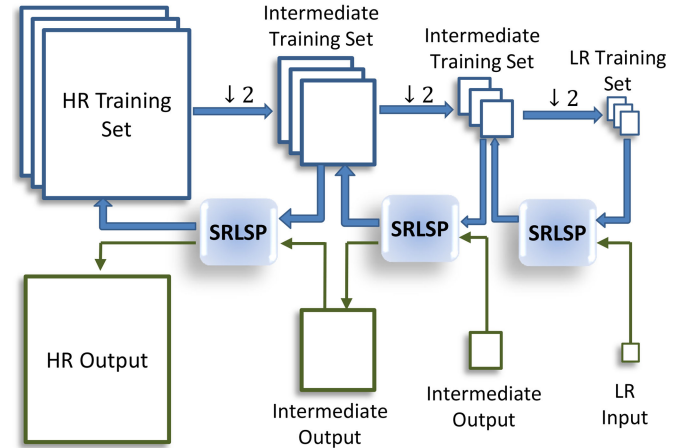 Intermediate
Training Set
Intermediate
Training Set
LR Training
Set
HR Training
Set
↓ 2
↓ 2
↓ 2
SRLSP
SRLSP
SRLSP
HR Output
Intermediate
Output
Intermediate
Output
LR
Input